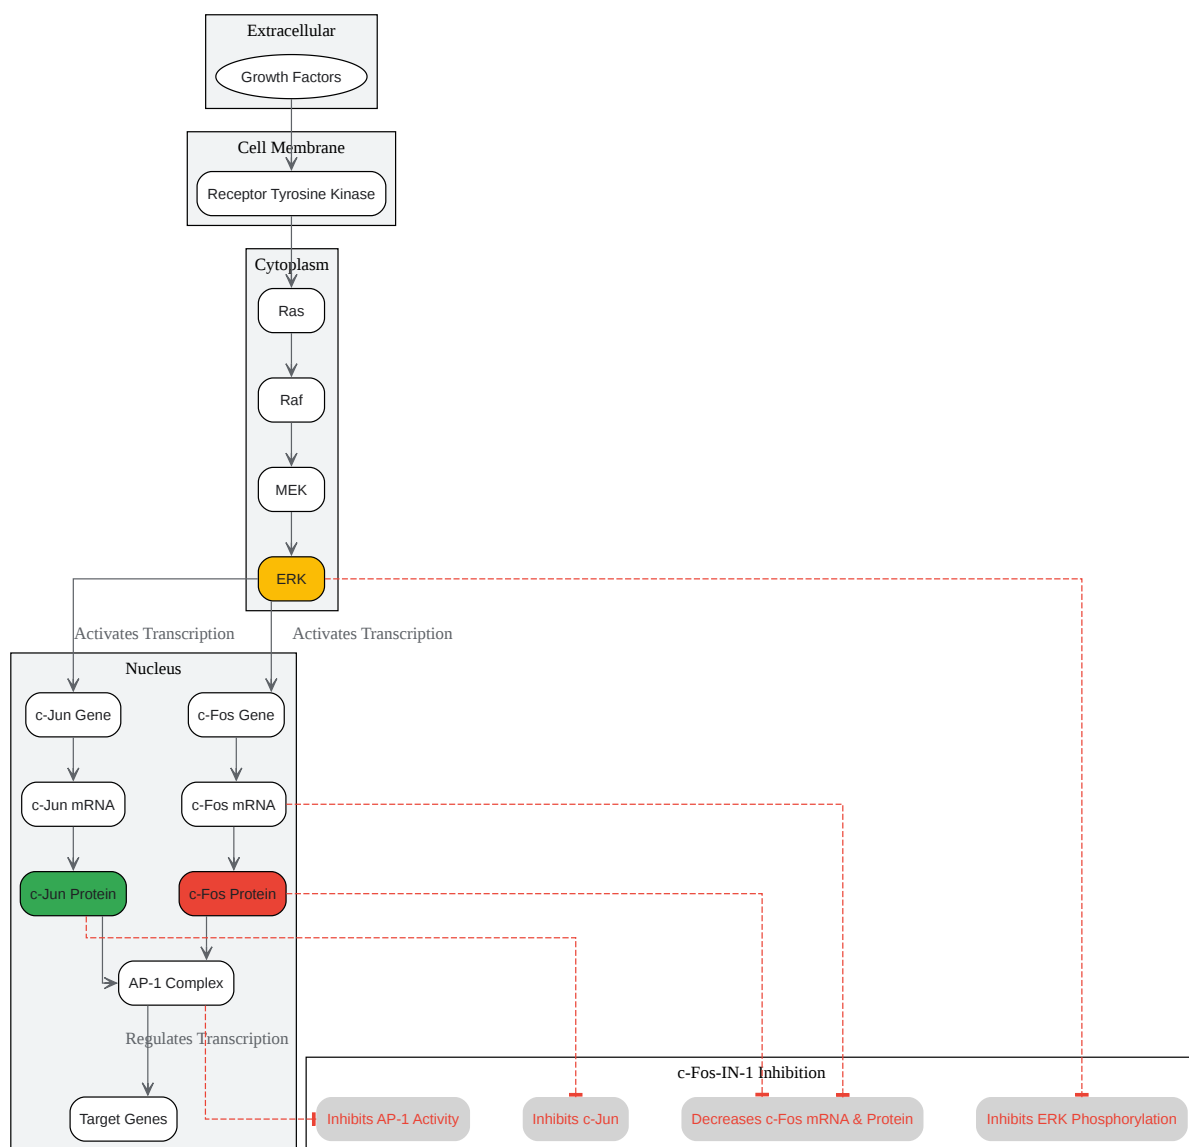 Extracellular
Growth Factors
Cell Membrane
Receptor Tyrosine Kinase
Cytoplasm
Ras
Raf
MEK
ERK
Activates Transcription
Activates Transcription
Nucleus
c-Jun Gene
c-Fos Gene
c-Jun mRNA
c-Fos mRNA
c-Jun Protein
c-Fos Protein
AP-1 Complex
Regulates Transcription
c-Fos-IN-1 Inhibition
Target Genes
Inhibits AP-1 Activity
Inhibits c-Jun
Decreases c-Fos mRNA & Protein
Inhibits ERK Phosphorylation